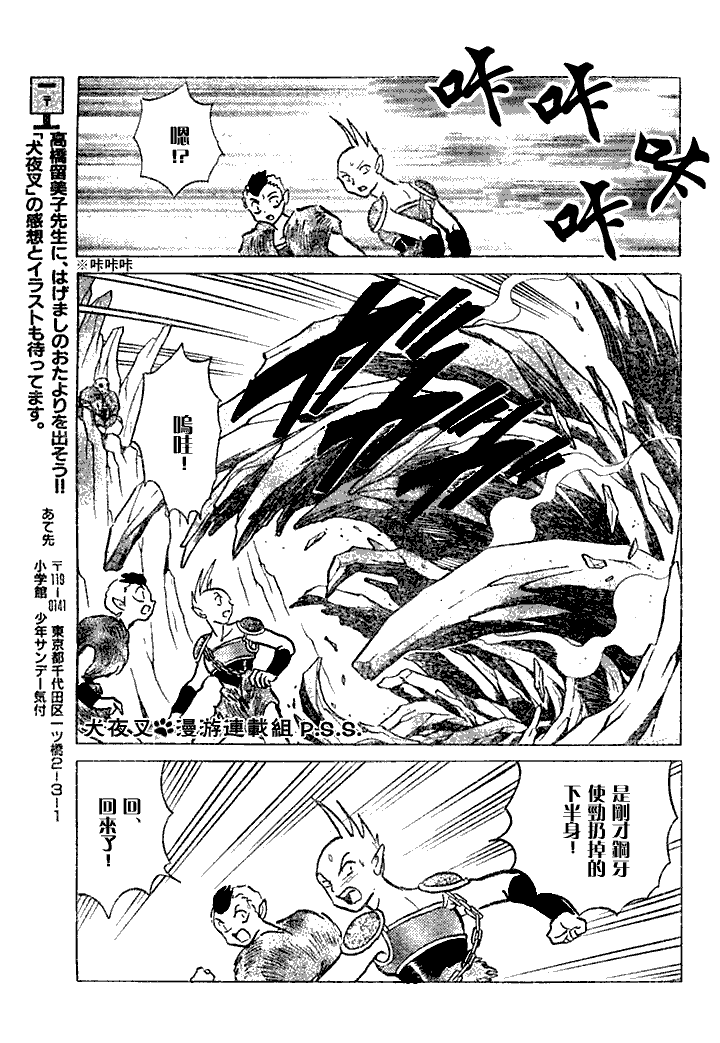 咔 咔 咔 咔
嗯!?
※咔咔咔
ガガガ
嗚哇！
犬夜叉 漫游連載組 P.S.S.
是剛才鋼牙
使勁扔掉的
下半身！
回、
回來了！
高橋留美子先生に、はげましのおたよりを出そう!!
「犬夜叉」の感想とイラストも待ってます。
あて先
〒119-0141 東京都千代田区一ツ橋2-3-1
小学館 少年サンデー気付